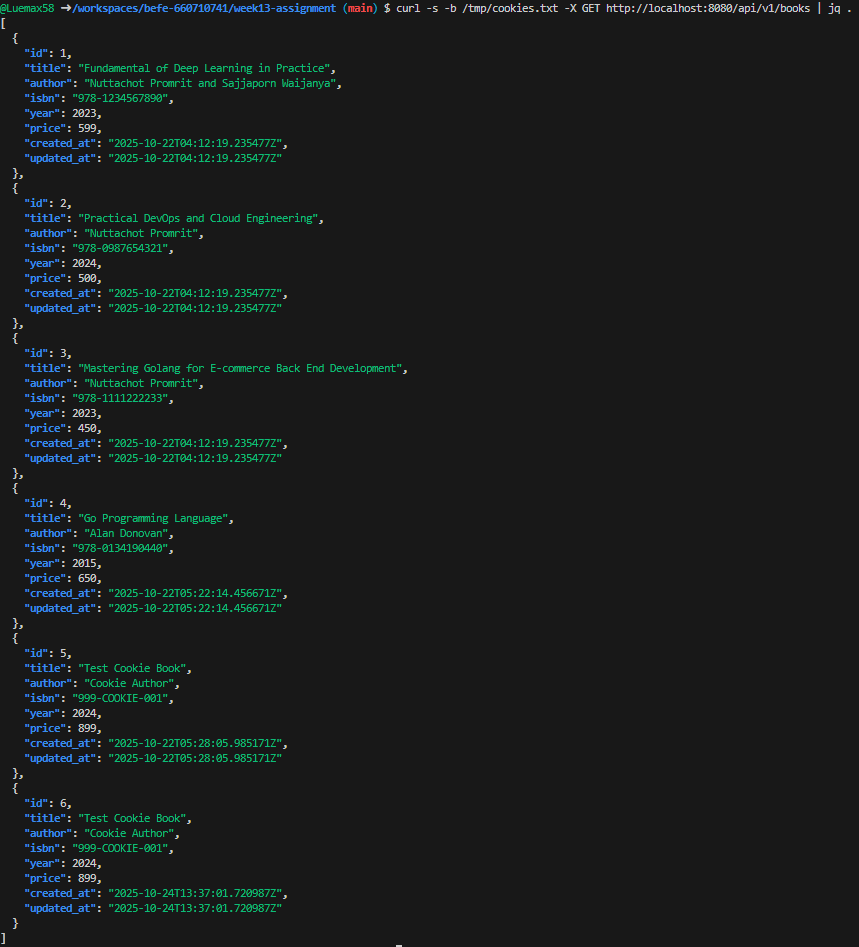 @Luemax58 ➜/workspaces/befe-660710741/week13-assignment (main) $ curl -s -b /tmp/cookies.txt -X GET http://localhost:8080/api/v1/books | jq .
[
  {
    "id": 1,
    "title": "Fundamental of Deep Learning in Practice",
    "author": "Nuttachot Promrit and Sajjaporn Waijanya",
    "isbn": "978-1234567890",
    "year": 2023,
    "price": 599,
    "created_at": "2025-10-22T04:12:19.235477Z",
    "updated_at": "2025-10-22T04:12:19.235477Z"
  },
  {
    "id": 2,
    "title": "Practical DevOps and Cloud Engineering",
    "author": "Nuttachot Promrit",
    "isbn": "978-0987654321",
    "year": 2024,
    "price": 500,
    "created_at": "2025-10-22T04:12:19.235477Z",
    "updated_at": "2025-10-22T04:12:19.235477Z"
  },
  {
    "id": 3,
    "title": "Mastering Golang for E-commerce Back End Development",
    "author": "Nuttachot Promrit",
    "isbn": "978-1111222233",
    "year": 2023,
    "price": 450,
    "created_at": "2025-10-22T04:12:19.235477Z",
    "updated_at": "2025-10-22T04:12:19.235477Z"
  },
  {
    "id": 4,
    "title": "Go Programming Language",
    "author": "Alan Donovan",
    "isbn": "978-0134190440",
    "year": 2015,
    "price": 650,
    "created_at": "2025-10-22T05:22:14.456671Z",
    "updated_at": "2025-10-22T05:22:14.456671Z"
  },
  {
    "id": 5,
    "title": "Test Cookie Book",
    "author": "Cookie Author",
    "isbn": "999-COOKIE-001",
    "year": 2024,
    "price": 899,
    "created_at": "2025-10-22T05:28:05.985171Z",
    "updated_at": "2025-10-22T05:28:05.985171Z"
  },
  {
    "id": 6,
    "title": "Test Cookie Book",
    "author": "Cookie Author",
    "isbn": "999-COOKIE-001",
    "year": 2024,
    "price": 899,
    "created_at": "2025-10-24T13:37:01.720987Z",
    "updated_at": "2025-10-24T13:37:01.720987Z"
  }
]